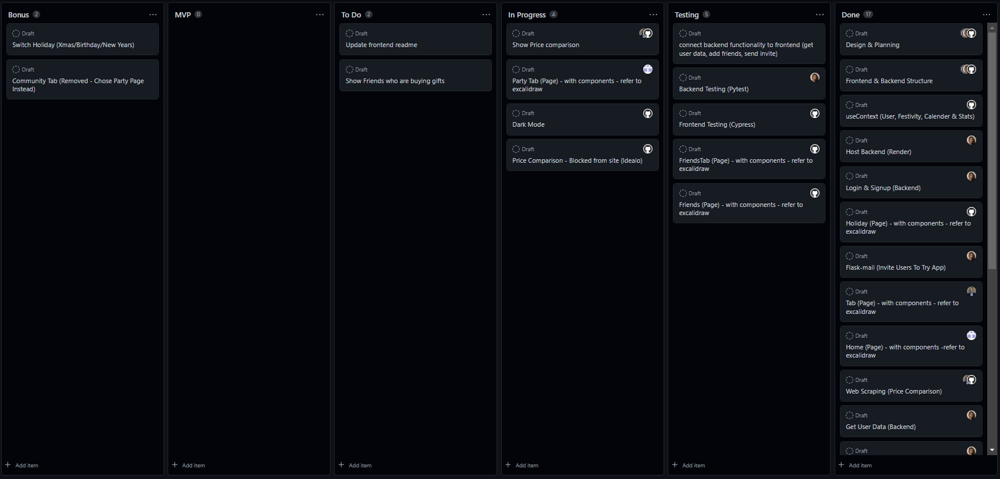 Bonus 2
Draft
Switch Holiday (Xmas/Birthday/New Years)
Draft
Community Tab (Removed - Chose Party Page
Instead)
Add item
MVP 0
Add item
To Do 2
Draft
Update frontend readme
Draft
Show Friends who are buying gifts
Add item
In Progress 4
Draft
Show Price comparison
Draft
Party Tab (Page) - with components - refer to
excalidraw
Draft
Dark Mode
Draft
Price Comparison - Blocked from site (Idealo)
Add item
Testing 5
Draft
connect backend functionality to frontend (get
user data, add friends, send invite)
Draft
Backend Testing (Pytest)
Draft
Frontend Testing (Cypress)
Draft
FriendsTab (Page) - with components - refer to
excalidraw
Draft
Friends (Page) - with components - refer to
excalidraw
Add item
Done 17
Draft
Design & Planning
Draft
Frontend & Backend Structure
Draft
useContext (User, Festivity, Calender & Stats)
Draft
Host Backend (Render)
Draft
Login & Signup (Backend)
Draft
Holiday (Page) - with components - refer to
excalidraw
Draft
Flask-mail (Invite Users To Try App)
Draft
Tab (Page) - with components - refer to
excalidraw
Draft
Home (Page) - with components -refer to
excalidraw
Draft
Web Scraping (Price Comparison)
Draft
Get User Data (Backend)
Draft
Add item